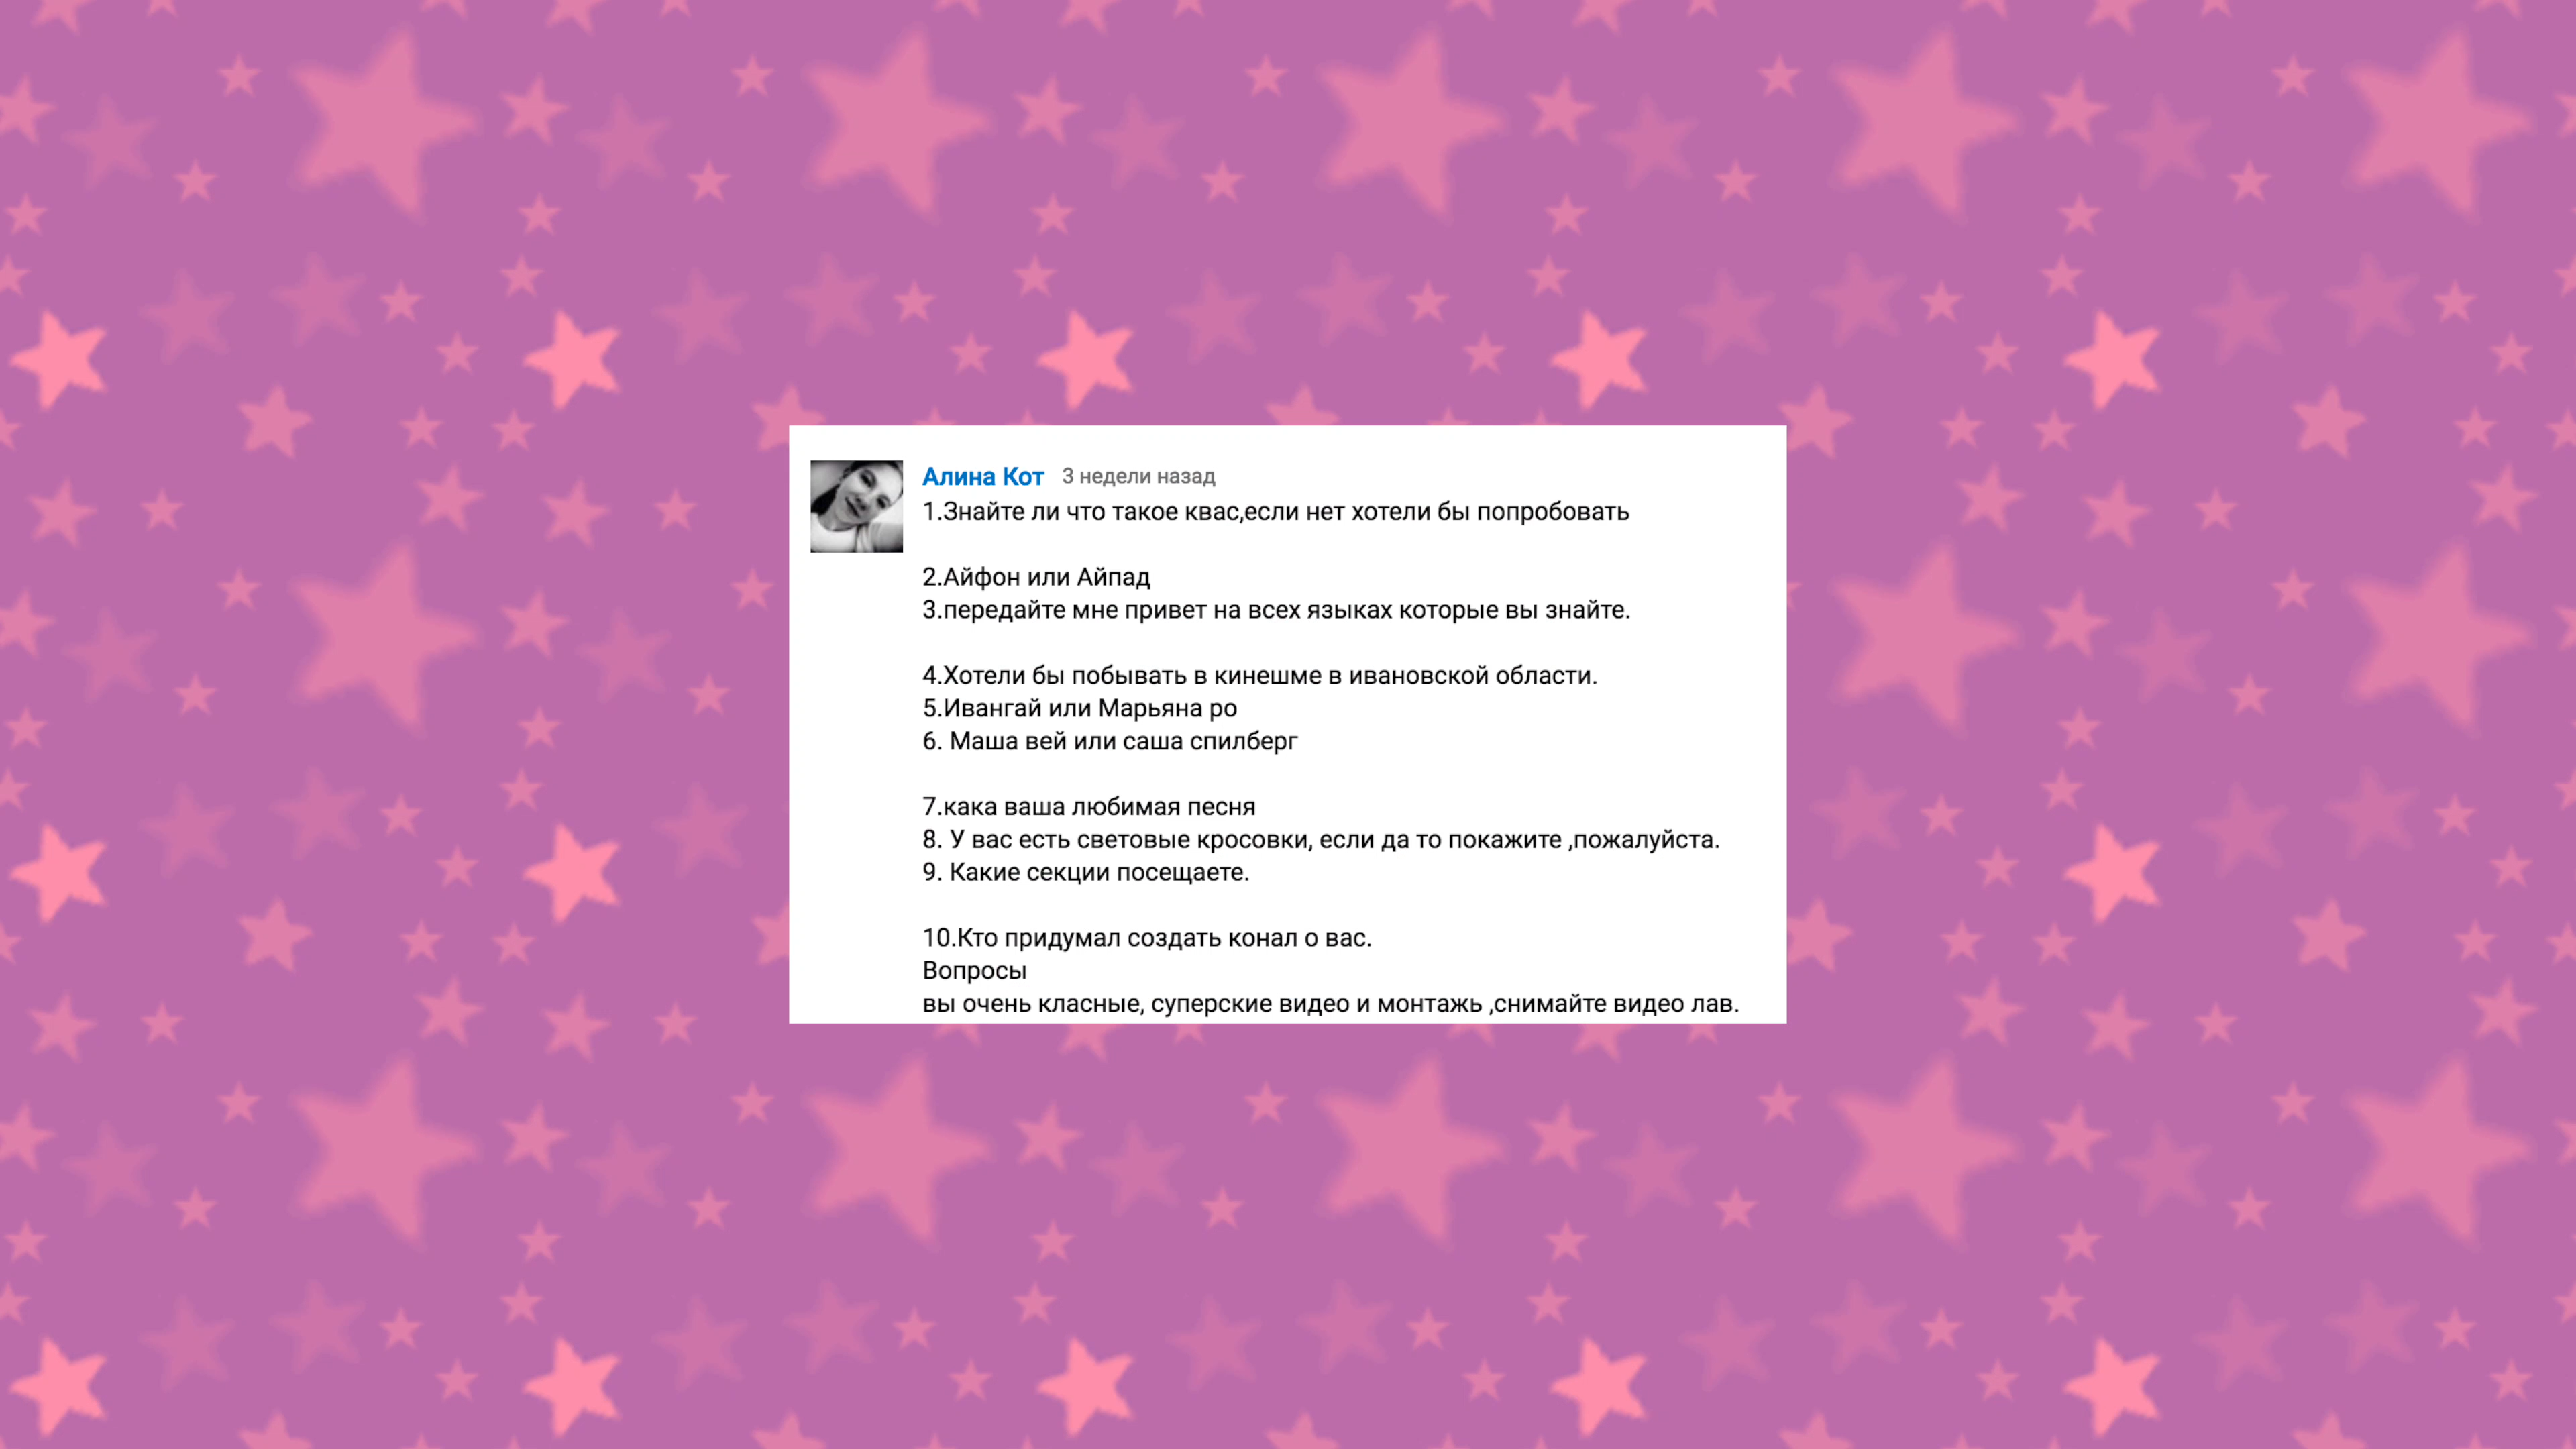 Алина Кот 3 недели назад
1.Знайте ли что такое квас,если нет хотели бы попробовать
2.Айфон или Айпад
3.передайте мне привет на всех языках которые вы знайте.
4.Хотели бы побывать в кинешме в ивановской области.
5.Ивангай или Марьяна ро
6. Маша вей или саша спилберг
7.кака ваша любимая песня
8. У вас есть световые кросовки, если да то покажите ,пожалуйста.
9. Какие секции посещаете.
10.Кто придумал создать конал о вас.
Вопросы
вы очень класные, суперские видео и монтажь ,снимайте видео лав.